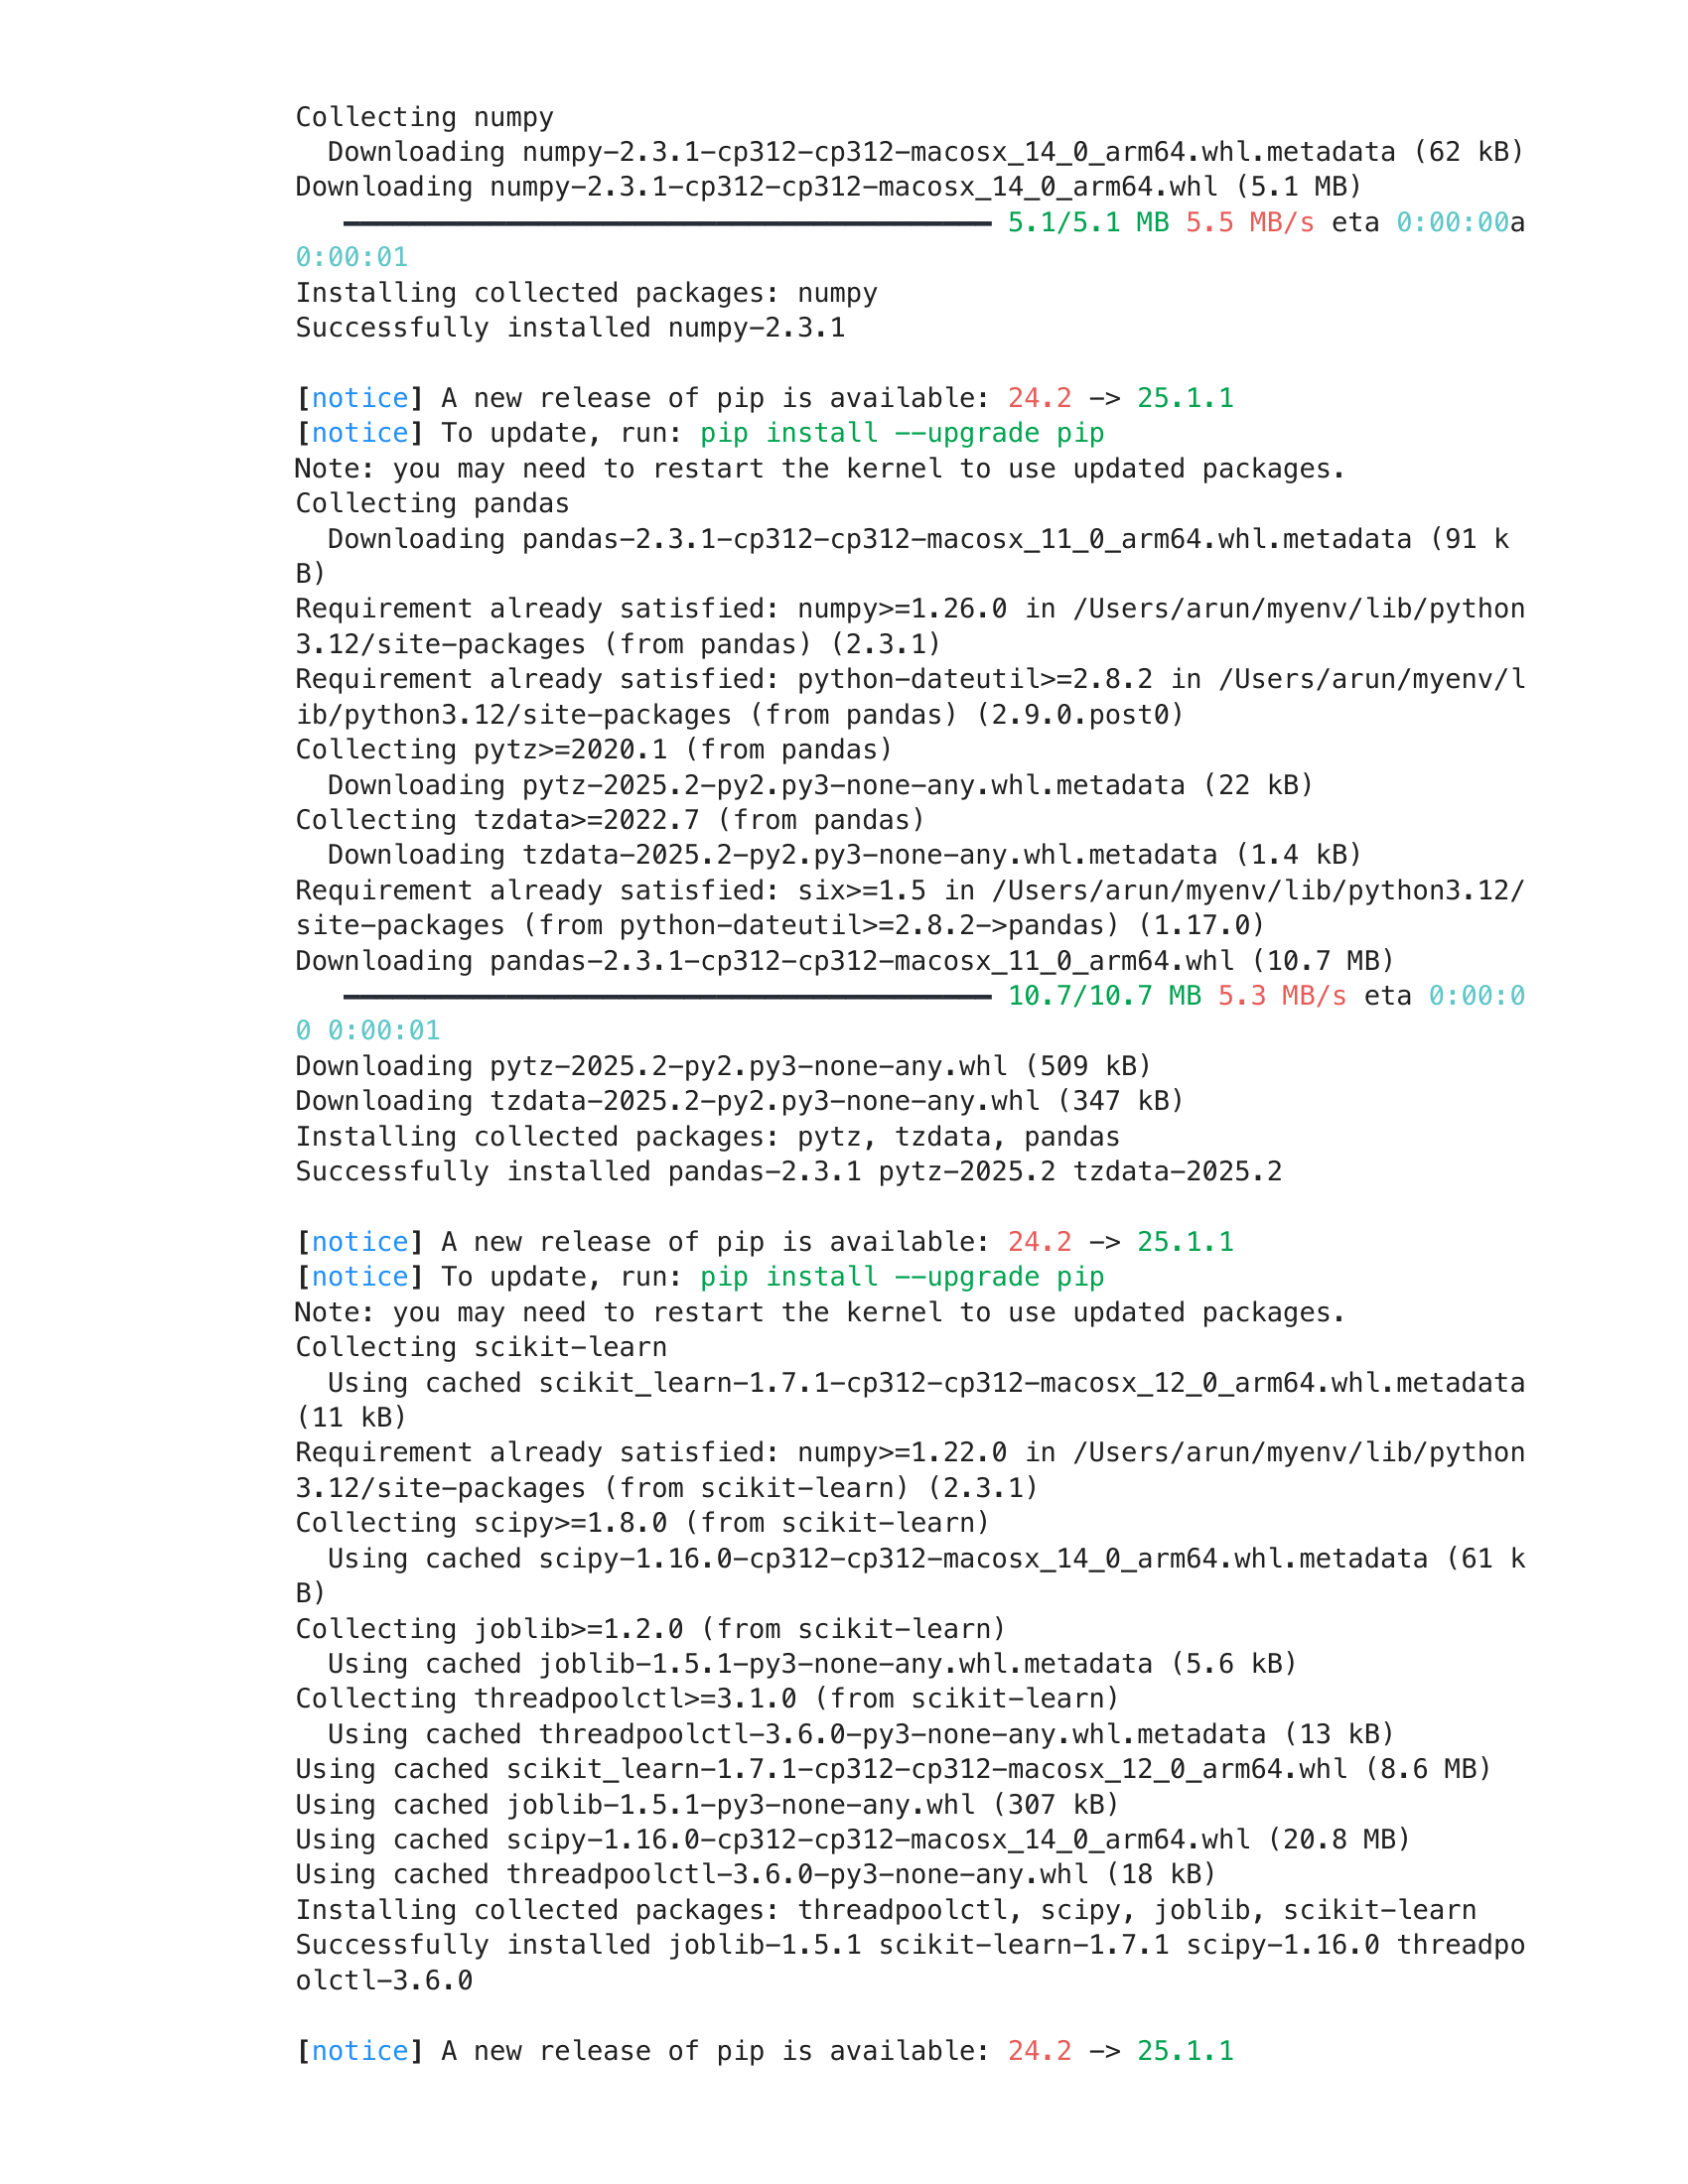 Collecting numpy
  Downloading numpy-2.3.1-cp312-cp312-macosx_14_0_arm64.whl.metadata (62 kB)
Downloading numpy-2.3.1-cp312-cp312-macosx_14_0_arm64.whl (5.1 MB)
   ━━━━━━━━━━━━━━━━━━━━━━━━━━━━━━━━━━━━━━━━ 5.1/5.1 MB 5.5 MB/s eta 0:00:00a
0:00:01
Installing collected packages: numpy
Successfully installed numpy-2.3.1

[notice] A new release of pip is available: 24.2 -> 25.1.1
[notice] To update, run: pip install --upgrade pip
Note: you may need to restart the kernel to use updated packages.
Collecting pandas
  Downloading pandas-2.3.1-cp312-cp312-macosx_11_0_arm64.whl.metadata (91 k
B)
Requirement already satisfied: numpy>=1.26.0 in /Users/arun/myenv/lib/python
3.12/site-packages (from pandas) (2.3.1)
Requirement already satisfied: python-dateutil>=2.8.2 in /Users/arun/myenv/l
ib/python3.12/site-packages (from pandas) (2.9.0.post0)
Collecting pytz>=2020.1 (from pandas)
  Downloading pytz-2025.2-py2.py3-none-any.whl.metadata (22 kB)
Collecting tzdata>=2022.7 (from pandas)
  Downloading tzdata-2025.2-py2.py3-none-any.whl.metadata (1.4 kB)
Requirement already satisfied: six>=1.5 in /Users/arun/myenv/lib/python3.12/
site-packages (from python-dateutil>=2.8.2->pandas) (1.17.0)
Downloading pandas-2.3.1-cp312-cp312-macosx_11_0_arm64.whl (10.7 MB)
   ━━━━━━━━━━━━━━━━━━━━━━━━━━━━━━━━━━━━━━━━ 10.7/10.7 MB 5.3 MB/s eta 0:00:0
0 0:00:01
Downloading pytz-2025.2-py2.py3-none-any.whl (509 kB)
Downloading tzdata-2025.2-py2.py3-none-any.whl (347 kB)
Installing collected packages: pytz, tzdata, pandas
Successfully installed pandas-2.3.1 pytz-2025.2 tzdata-2025.2

[notice] A new release of pip is available: 24.2 -> 25.1.1
[notice] To update, run: pip install --upgrade pip
Note: you may need to restart the kernel to use updated packages.
Collecting scikit-learn
  Using cached scikit_learn-1.7.1-cp312-cp312-macosx_12_0_arm64.whl.metadata
(11 kB)
Requirement already satisfied: numpy>=1.22.0 in /Users/arun/myenv/lib/python
3.12/site-packages (from scikit-learn) (2.3.1)
Collecting scipy>=1.8.0 (from scikit-learn)
  Using cached scipy-1.16.0-cp312-cp312-macosx_14_0_arm64.whl.metadata (61 k
B)
Collecting joblib>=1.2.0 (from scikit-learn)
  Using cached joblib-1.5.1-py3-none-any.whl.metadata (5.6 kB)
Collecting threadpoolctl>=3.1.0 (from scikit-learn)
  Using cached threadpoolctl-3.6.0-py3-none-any.whl.metadata (13 kB)
Using cached scikit_learn-1.7.1-cp312-cp312-macosx_12_0_arm64.whl (8.6 MB)
Using cached joblib-1.5.1-py3-none-any.whl (307 kB)
Using cached scipy-1.16.0-cp312-cp312-macosx_14_0_arm64.whl (20.8 MB)
Using cached threadpoolctl-3.6.0-py3-none-any.whl (18 kB)
Installing collected packages: threadpoolctl, scipy, joblib, scikit-learn
Successfully installed joblib-1.5.1 scikit-learn-1.7.1 scipy-1.16.0 threadpo
olctl-3.6.0

[notice] A new release of pip is available: 24.2 -> 25.1.1